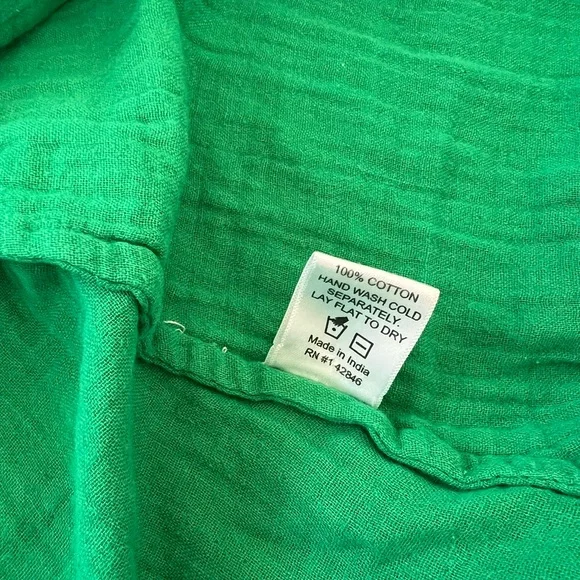 100% COTTON
HAND WASH COLD
SEPARATELY.
LAY FLAT TO DRY
Made in India
RN #142846